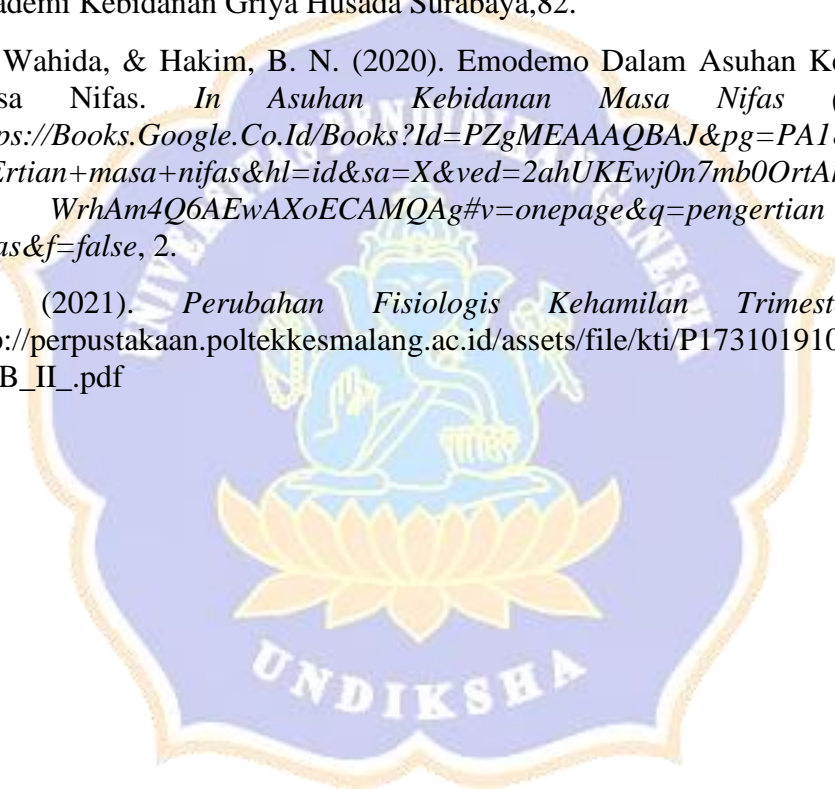 ademi Kebidanan Griya Husada Surabaya,82.
Wahida, & Hakim, B. N. (2020). Emodemo Dalam Asuhan Ke
sa Nifas. In Asuhan Kebidanan Masa Nifas (
ps://Books.Google.Co.Id/Books?Id=PZgMEAAAQBAJ&pg=PA1
Ertian+masa+nifas&hl=id&sa=X&ved=2ahUKEwj0n7mb0OrtA
WrhAm4Q6AEwAXoECAMQAg#v=onepage&q=pengertian
as&f=false, 2.
(2021). Perubahan Fisiologis Kehamilan Trimest
p://perpustakaan.poltekkesmalang.ac.id/assets/file/kti/P173101910
B_II_.pdf
UNIVERSITAS PENDIDIKAN GANESHA
UNDIKSHA